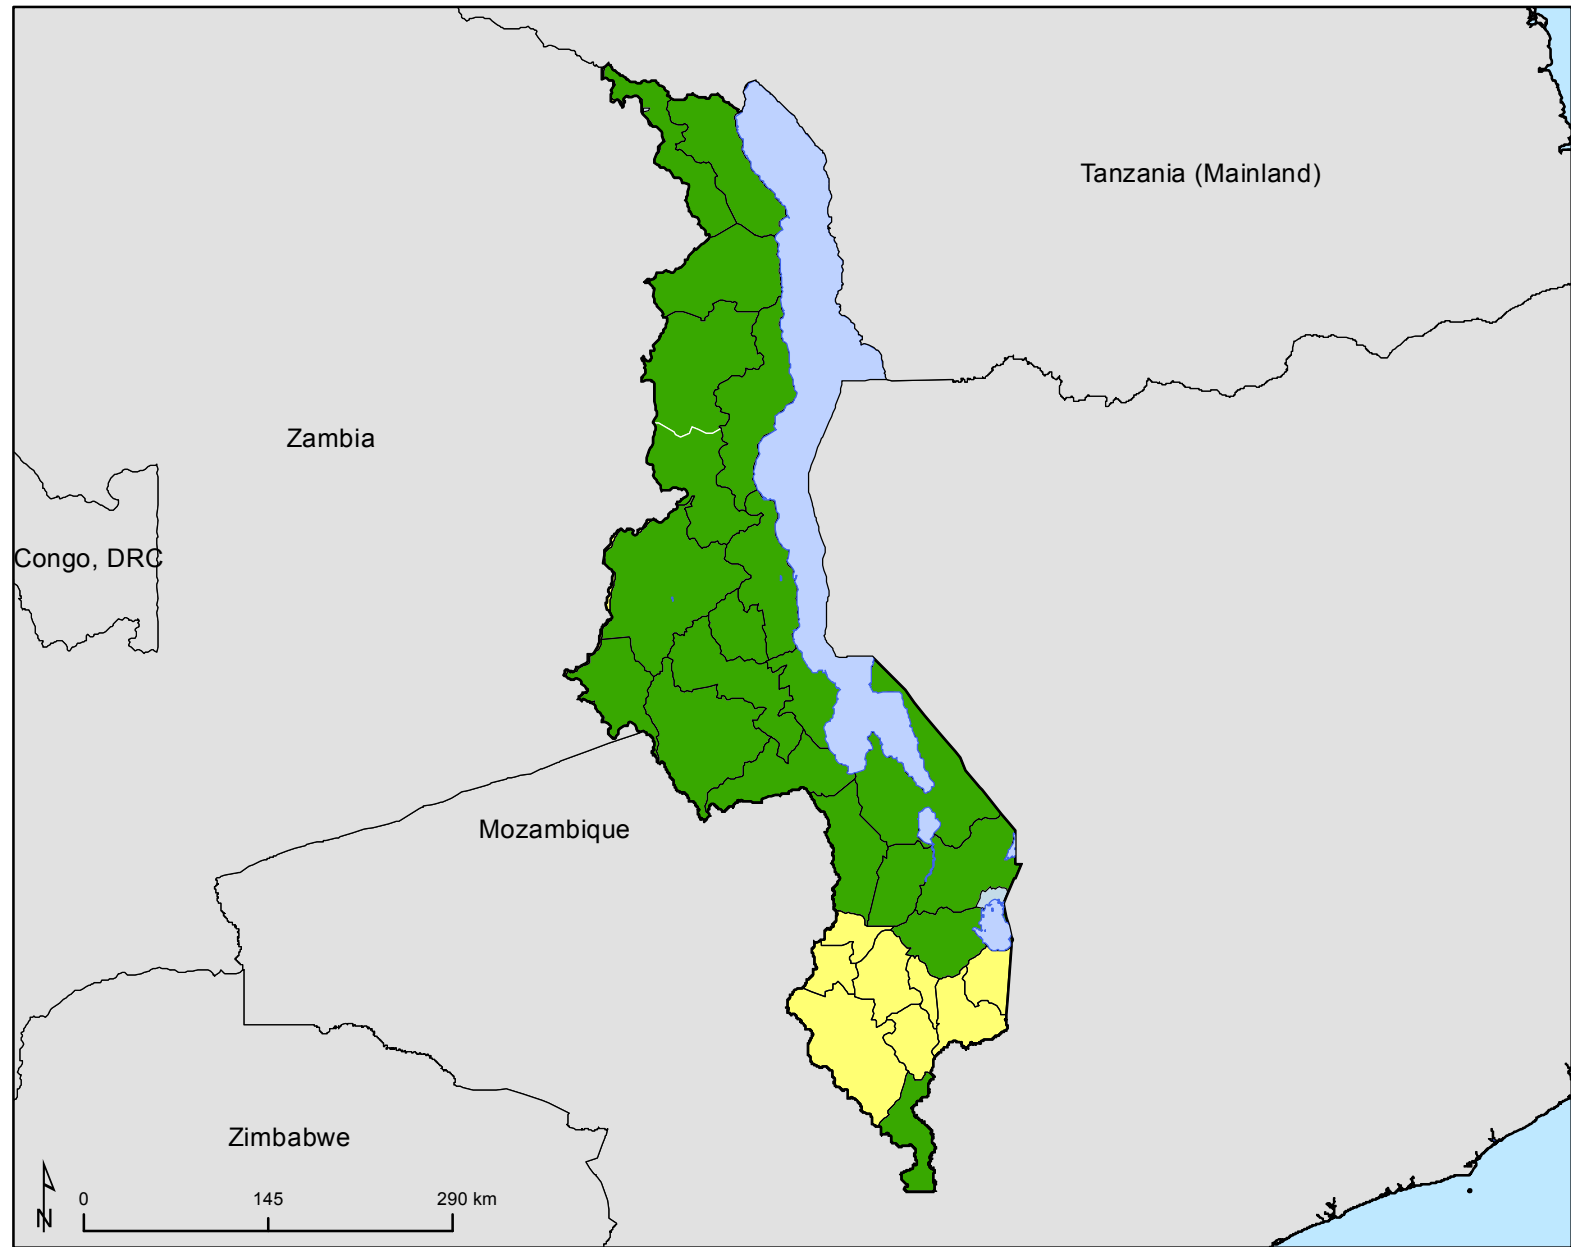 Tanzania (Mainland)
Zambia
Congo, DRC
Mozambique
Zimbabwe
N
0 145 290 km